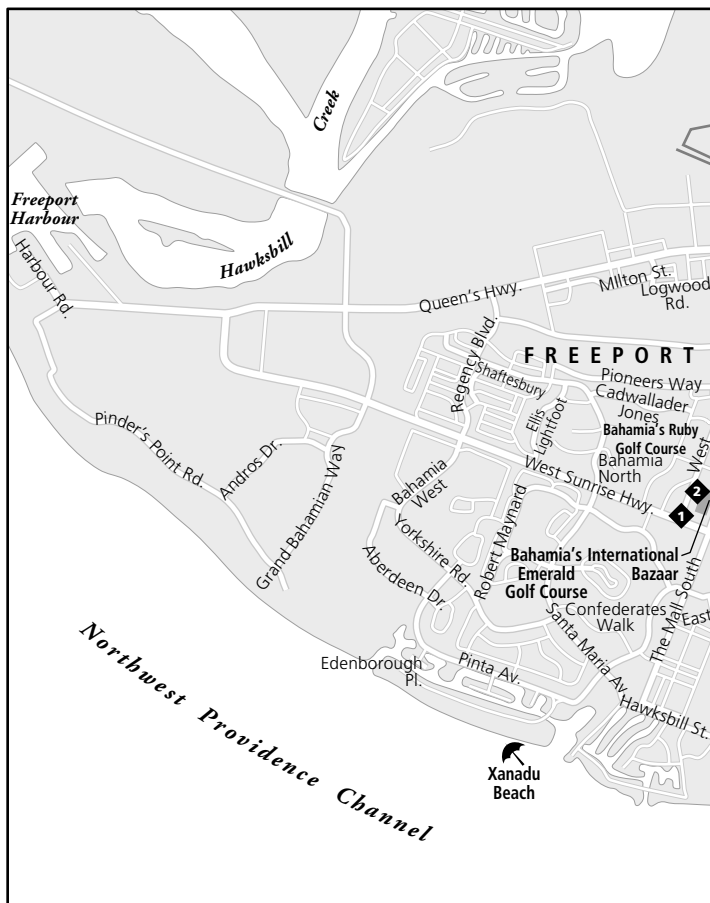 Creek
Freeport
Harbour
Hawksbill
Harbour Rd.
Queen's Hwy.
Milton St.
Logwood
Rd.
FREEPORT
Regency Blvd.
Shaftesbury
Pioneers Way
Cadwallader
Jones
Ellis
Lightfoot
Bahamia's Ruby
Golf Course
West
Bahamia
North
West Sunrise Hwy.
2
1
Pinder's Point Rd.
Andros Dr.
Grand Bahamian Way
Bahamia
West
Yorkshire Rd.
Robert Maynard
Aberdeen Dr.
Bahamia's
Emerald
Golf Course
International
Bazaar
Confederates
Walk
The Mall South
East
Santa Maria Av.
Edenborough
Pl.
Pinta Av.
Hawksbill St.
Northwest Providence Channel
Xanadu
Beach